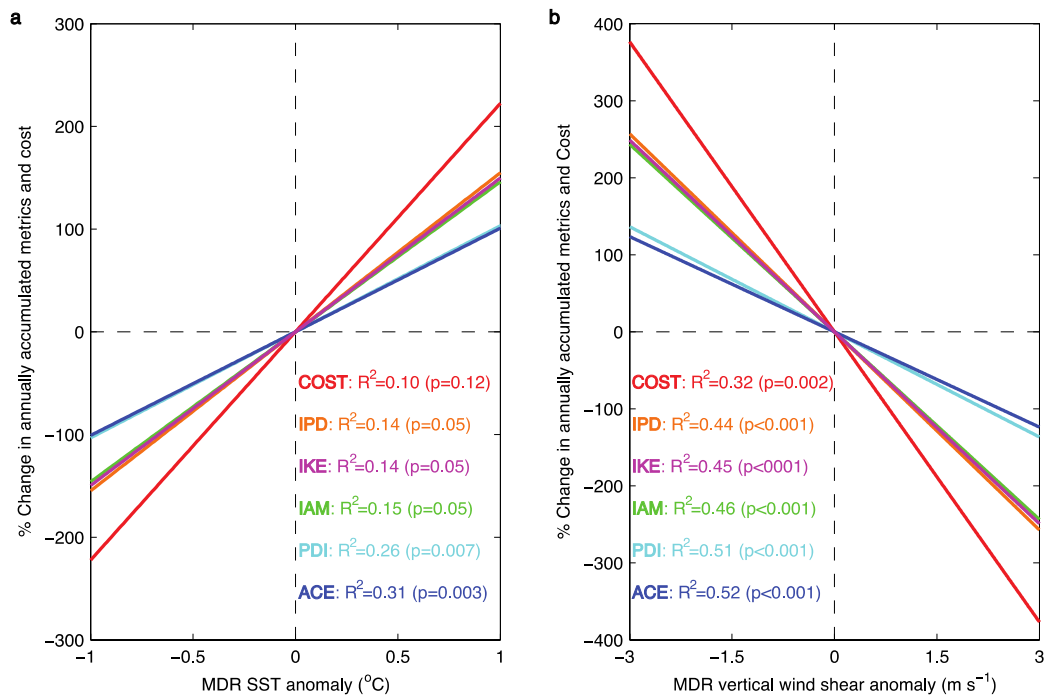 a
% Change in annually accumulated metrics and cost
300
200
100
0
−100
−200
−300
COST: R²=0.10 (p=0.12)
IPD: R²=0.14 (p=0.05)
IKE: R²=0.14 (p=0.05)
IAM: R²=0.15 (p=0.05)
PDI: R²=0.26 (p=0.007)
ACE: R²=0.31 (p=0.003)
−1 −0.5 0 0.5 1
MDR SST anomaly (°C)
b
% Change in annually accumulated metrics and Cost
400
300
200
100
0
−100
−200
−300
−400
COST: R²=0.32 (p=0.002)
IPD: R²=0.44 (p<0.001)
IKE: R²=0.45 (p<0001)
IAM: R²=0.46 (p<0.001)
PDI: R²=0.51 (p<0.001)
ACE: R²=0.52 (p<0.001)
−3 −1.5 0 1.5 3
MDR vertical wind shear anomaly (m s⁻¹)